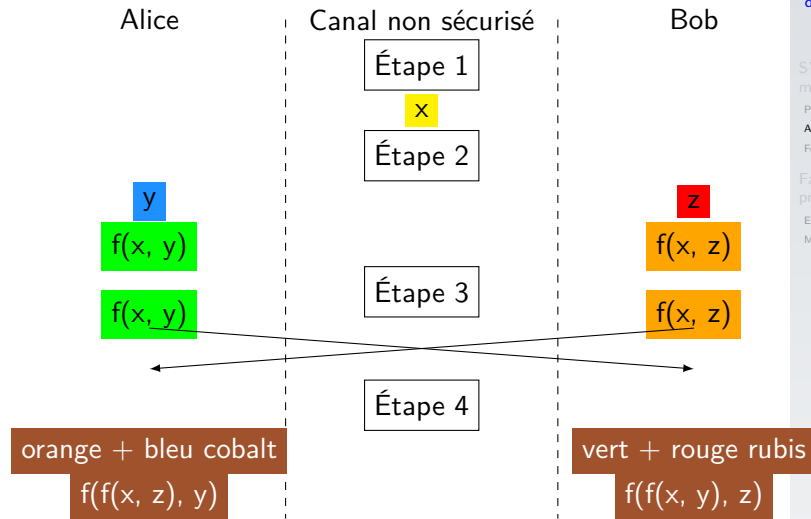 Alice Canal non sécurisé Bob
Étape 1
x
Étape 2
y z
f(x, y) f(x, z)
f(x, y) Étape 3 f(x, z)
Étape 4
orange + bleu cobalt vert + rouge rubis
f(f(x, z), y) f(f(x, y), z)